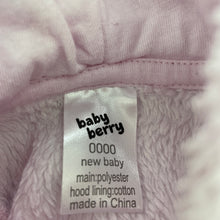 baby
berry
0000
new baby
main:polyester
hood lining:cotton
made in China